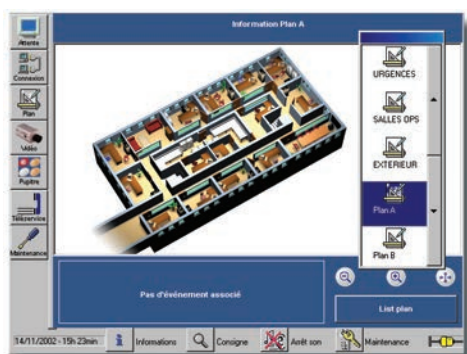 Information Plan A
Attente
Connexion
Plan
Vidéo
Pupitre
Téléservice
Maintenance
URGENCES
SALLES OPS
EXTERIEUR
Plan A
Plan B
Pas d'événement associé
List plan
14/11/2002 - 15h 23min
Informations
Consigne
Arrêt son
Maintenance